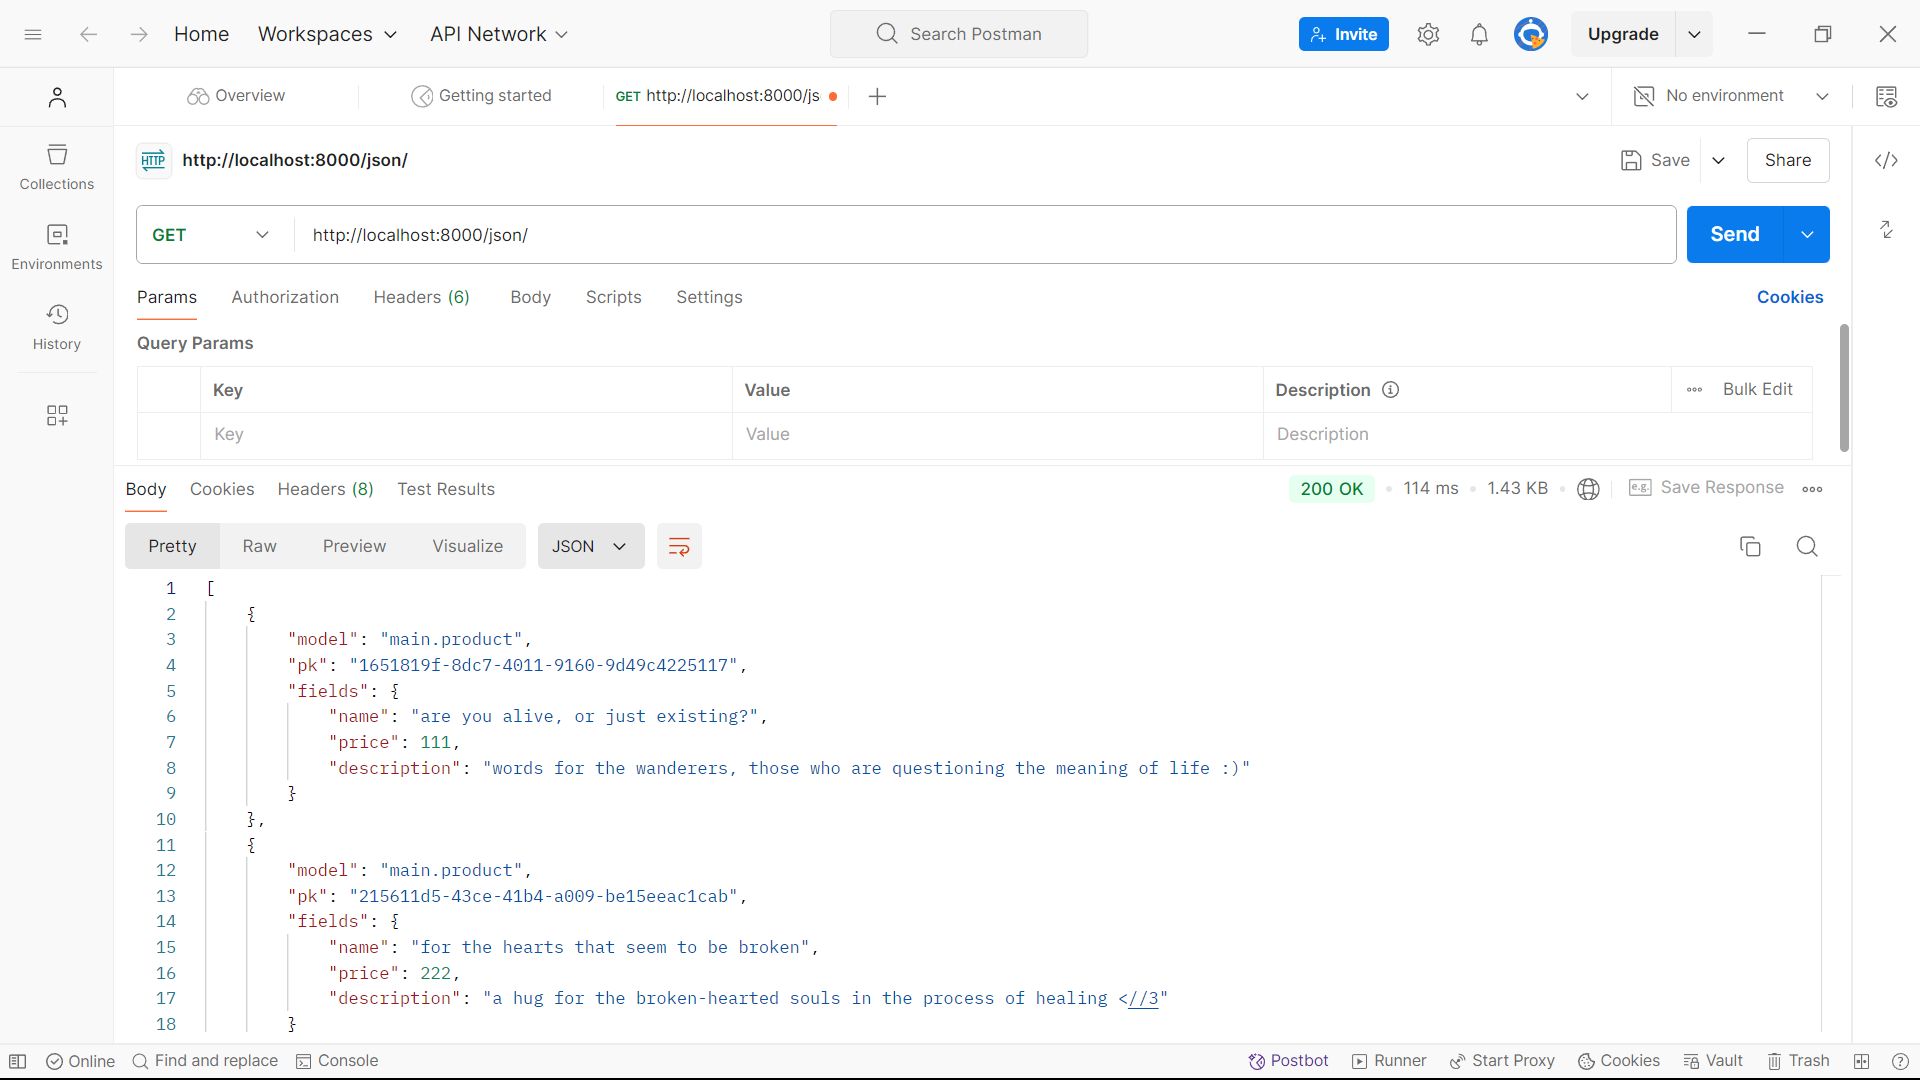 Home Workspaces API Network Search Postman Invite Upgrade
Overview Getting started GET http://localhost:8000/js No environment
HTTP http://localhost:8000/json/ Save Share
Collections
Environments
History
GET http://localhost:8000/json/ Send
Params Authorization Headers (6) Body Scripts Settings Cookies
Query Params
Key Value Description Bulk Edit
Key Value Description
Body Cookies Headers (8) Test Results 200 OK 114 ms 1.43 KB e.g. Save Response
Pretty Raw Preview Visualize JSON
1 [
2 {
3 "model": "main.product",
4 "pk": "1651819f-8dc7-4011-9160-9d49c4225117",
5 "fields": {
6 "name": "are you alive, or just existing?",
7 "price": 111,
8 "description": "words for the wanderers, those who are questioning the meaning of life :)"
9 }
10 },
11 {
12 "model": "main.product",
13 "pk": "215611d5-43ce-41b4-a009-be15eeac1cab",
14 "fields": {
15 "name": "for the hearts that seem to be broken",
16 "price": 222,
17 "description": "a hug for the broken-hearted souls in the process of healing <//3"
18 }
Online Find and replace Console Postbot Runner Start Proxy Cookies Vault Trash